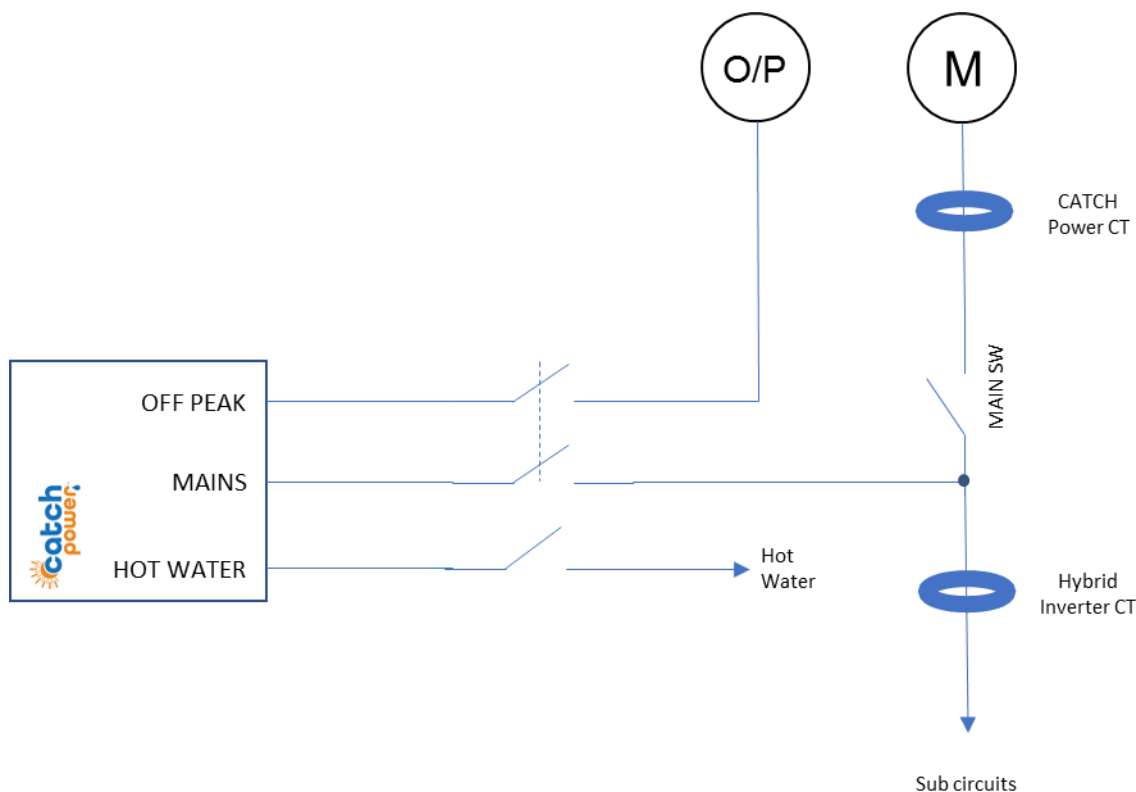 O/P
M
CATCH
Power CT
MAIN SW
OFF PEAK
MAINS
HOT WATER
catch
power
Hot
Water
Hybrid
Inverter CT
Sub circuits